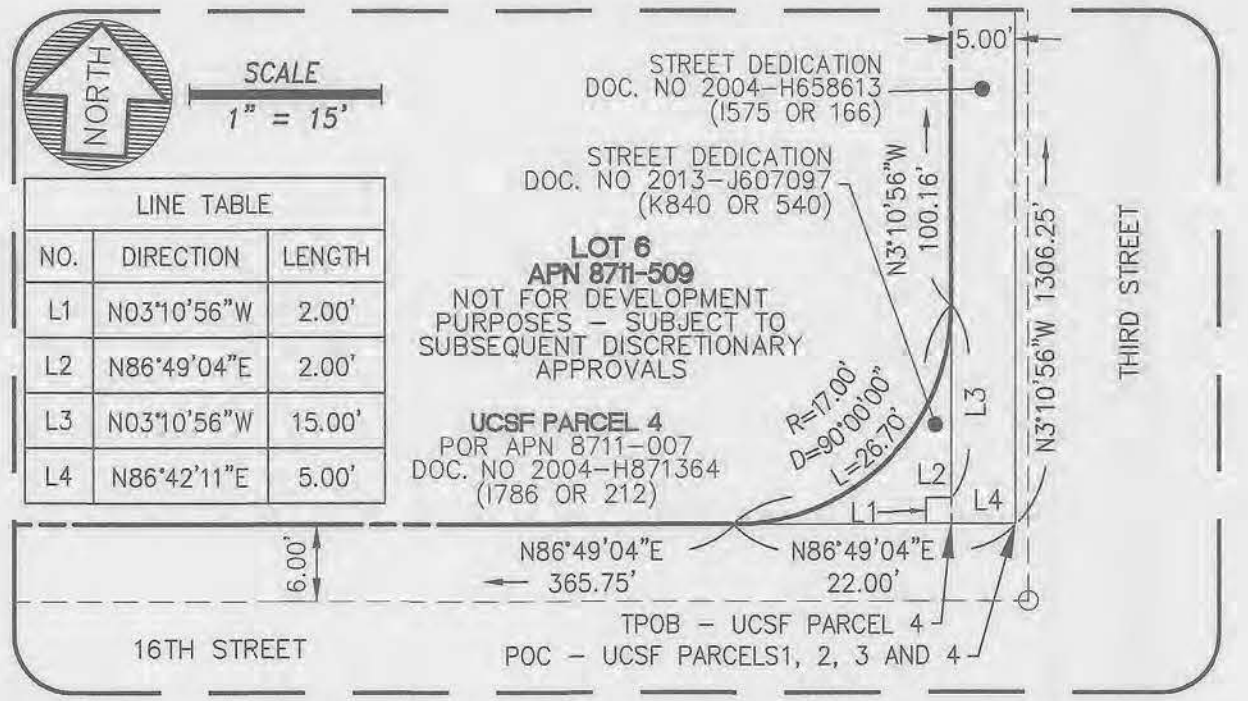 NORTH
SCALE
1" = 15'
LINE TABLE
NO. DIRECTION LENGTH
L1 N03°10'56"W 2.00'
L2 N86°49'04"E 2.00'
L3 N03°10'56"W 15.00'
L4 N86°42'11"E 5.00'
STREET DEDICATION
DOC. NO 2004-H658613
(I575 OR 166)
STREET DEDICATION
DOC. NO 2013-J607097
(K840 OR 540)
LOT 6
APN 8711-509
NOT FOR DEVELOPMENT
PURPOSES – SUBJECT TO
SUBSEQUENT DISCRETIONARY
APPROVALS
UCSF PARCEL 4
POR APN 8711-007
DOC. NO 2004-H871364
(I786 OR 212)
5.00'
N3°10'56"W
100.16'
N3°10'56"W 1306.25'
THIRD STREET
R=17.00'
D=90°00'00"
L=26.70'
L3
L2
L1
L4
N86°49'04"E
365.75'
N86°49'04"E
22.00'
6.00'
16TH STREET
TPOB – UCSF PARCEL 4
POC – UCSF PARCELS1, 2, 3 AND 4